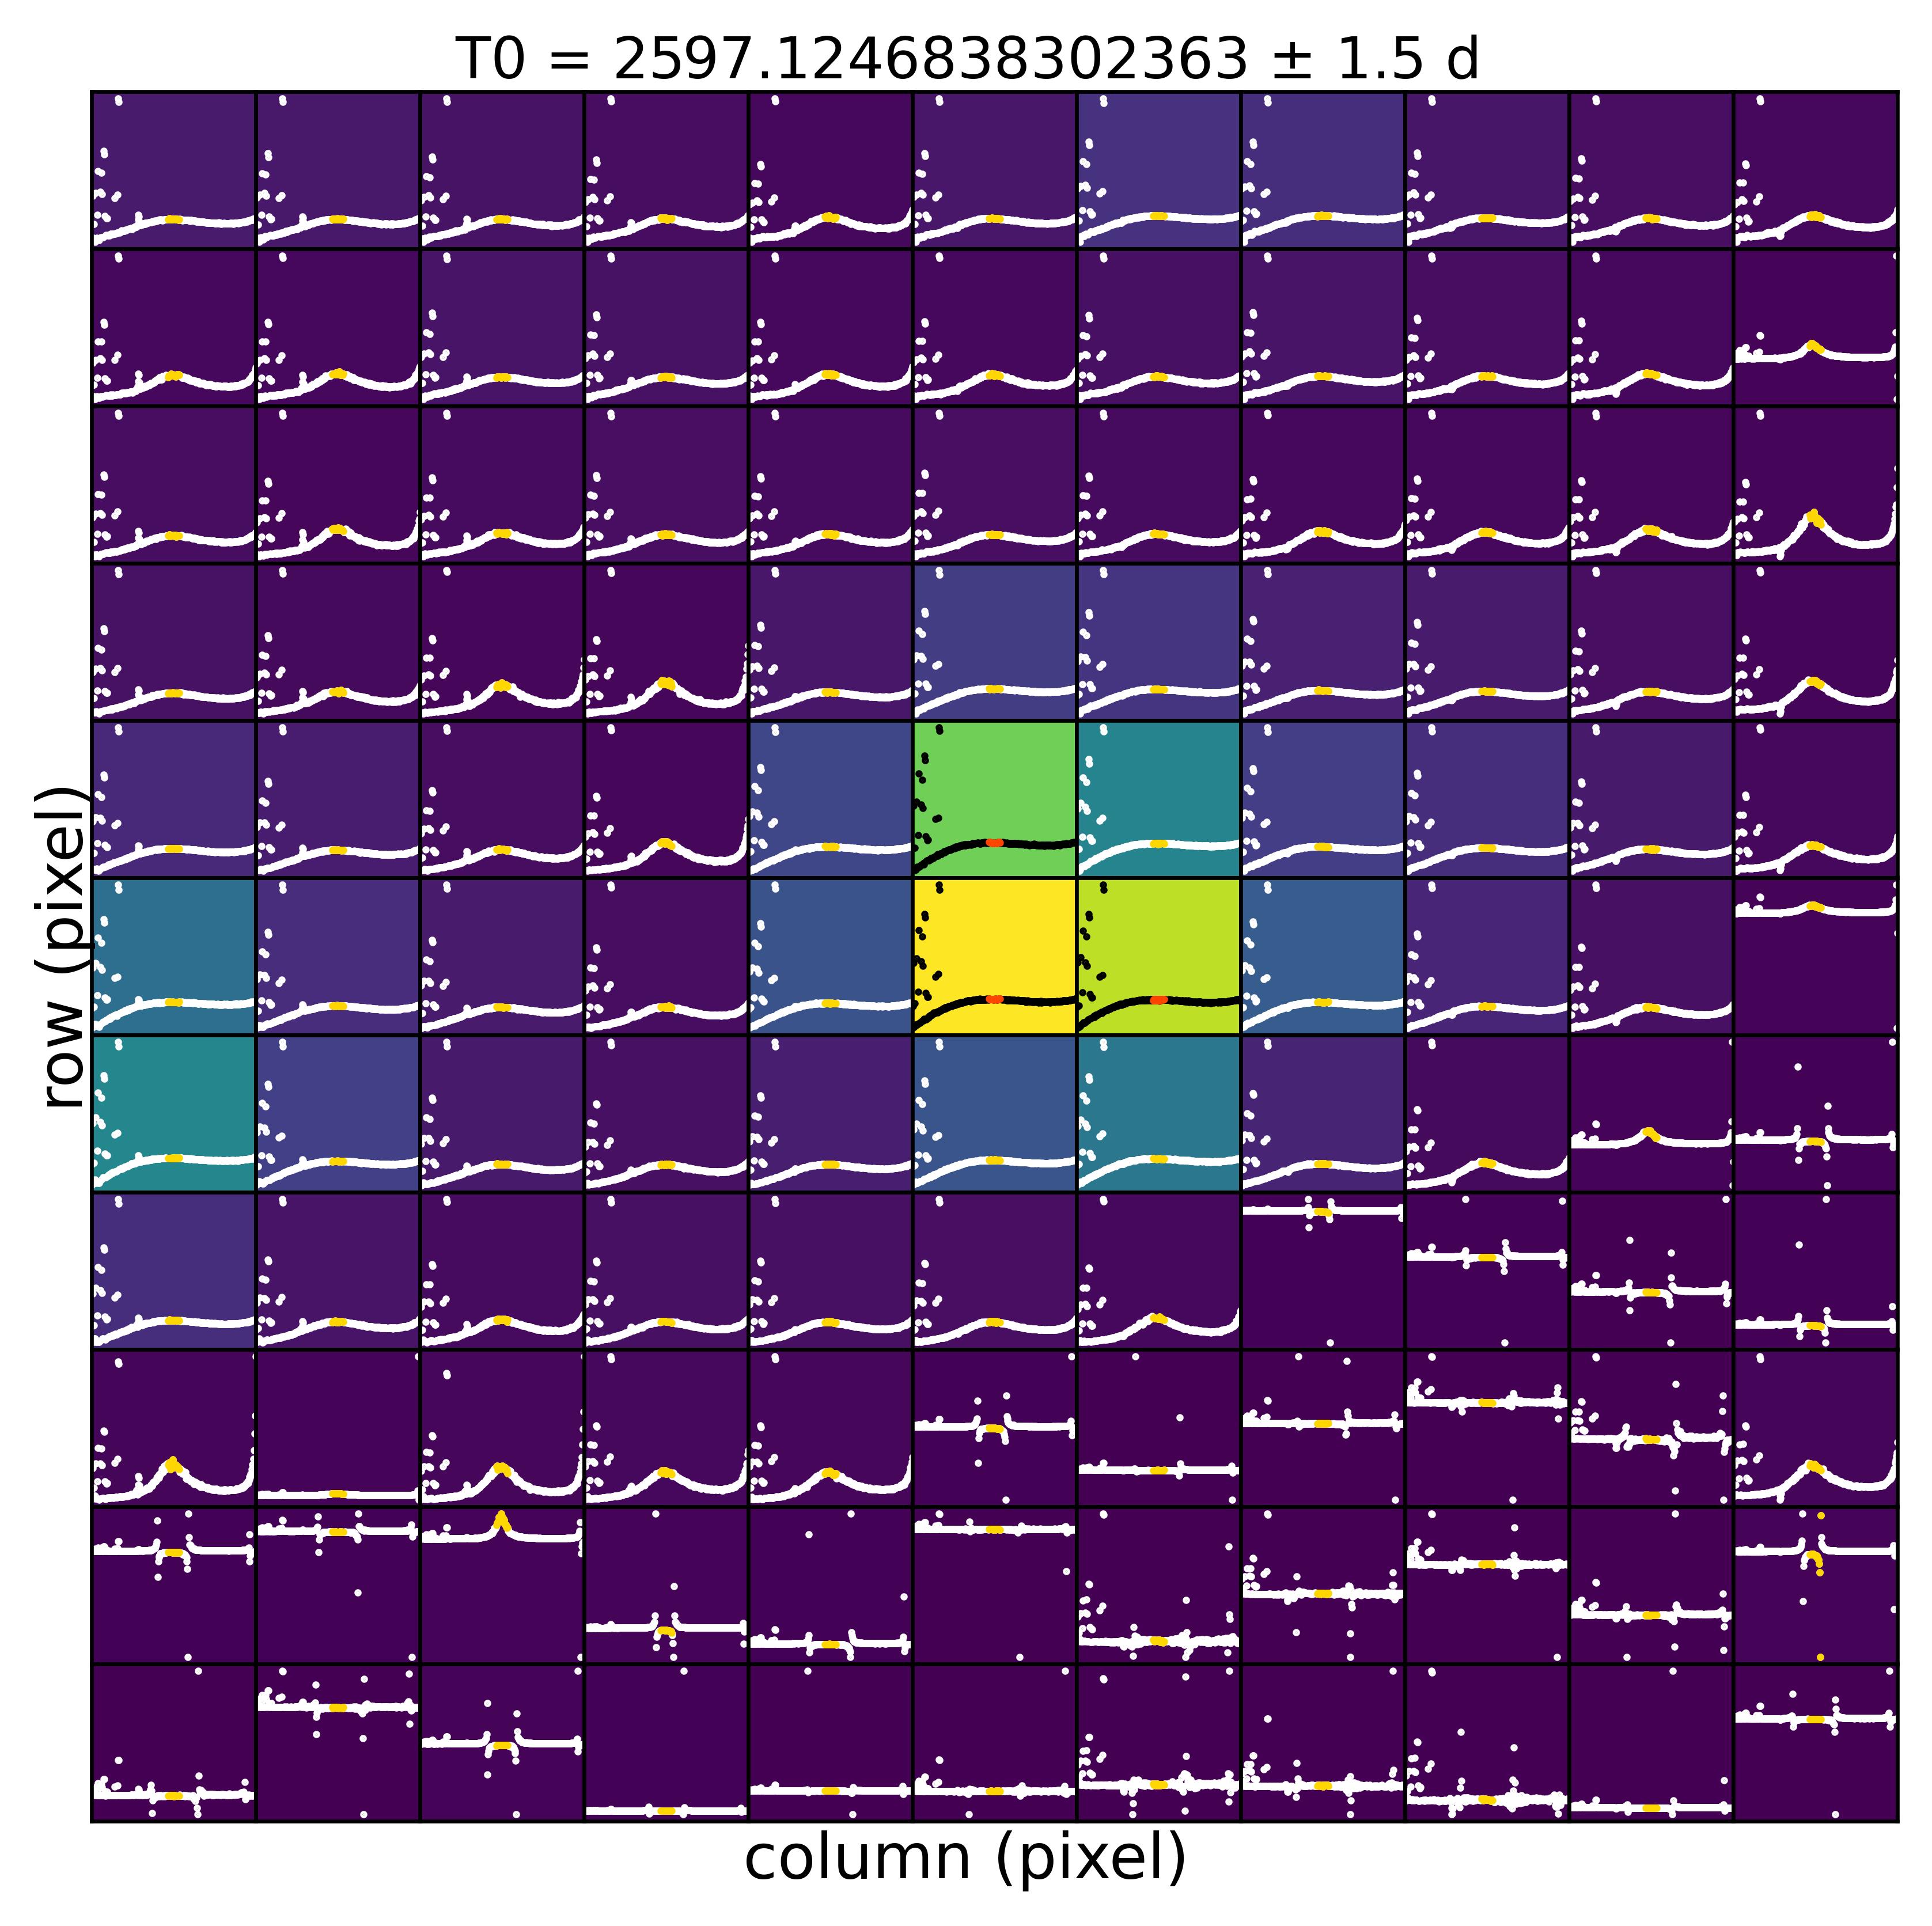 T0 = 2597.1246838302363 ± 1.5 d
row (pixel)
column (pixel)